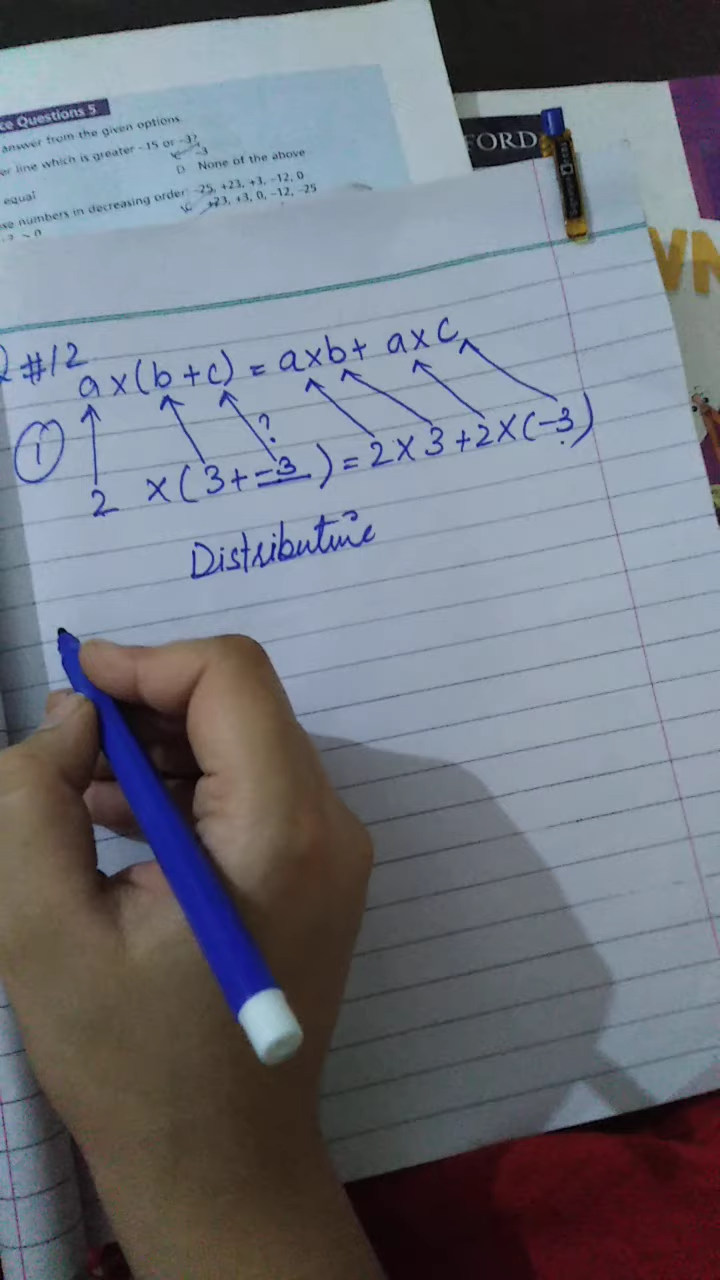 ce Questions 5
answer from the given options.
er line which is greater -15 or -3?
-3
equal
D None of the above
se numbers in decreasing order -25, +23, +3, -12, 0
+23, +3, 0, -12, -25
FORD
Q #12
a×(b+c) = a×b+ a×c
?
① 2 ×(3+-3) = 2×3+2×(-3)
Distributive